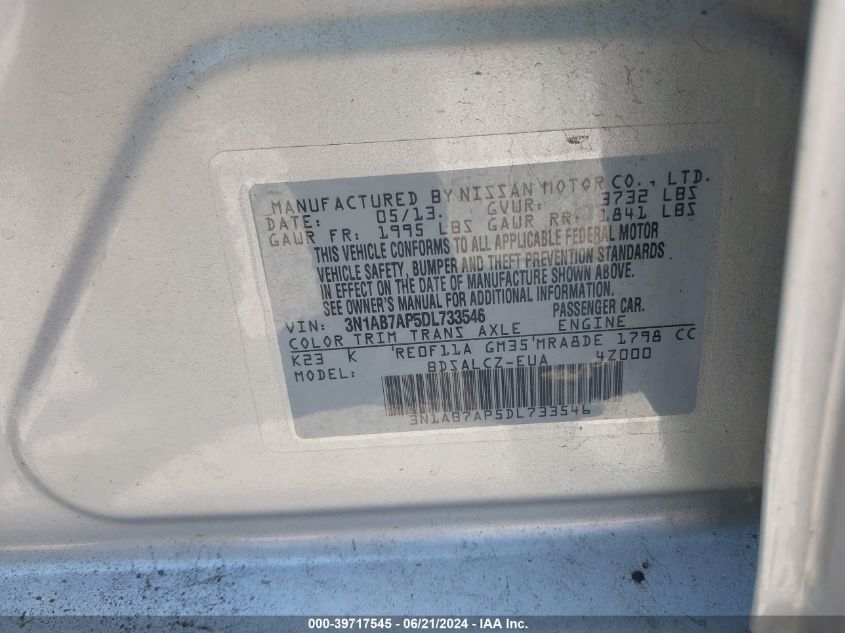 MANUFACTURED BY NISSAN MOTOR CO., LTD.
DATE: 05/13. GVWR: 3732 LBS
GAWR FR: 1995 LBS GAWR RR: 1841 LBS
THIS VEHICLE CONFORMS TO ALL APPLICABLE FEDERAL MOTOR
VEHICLE SAFETY, BUMPER AND THEFT PREVENTION STANDARDS
IN EFFECT ON THE DATE OF MANUFACTURE SHOWN ABOVE.
SEE OWNER'S MANUAL FOR ADDITIONAL INFORMATION.
VIN: 3N1AB7AP5DL733546 PASSENGER CAR.
COLOR TRIM TRANS AXLE ENGINE
K23 K 'RE0F11A GM35'MRA8DE 1798 CC
MODEL: BDSALCZ-EUA 4Z000
3N1AB7AP5DL733546
000-39717545 - 06/21/2024 - IAA Inc.